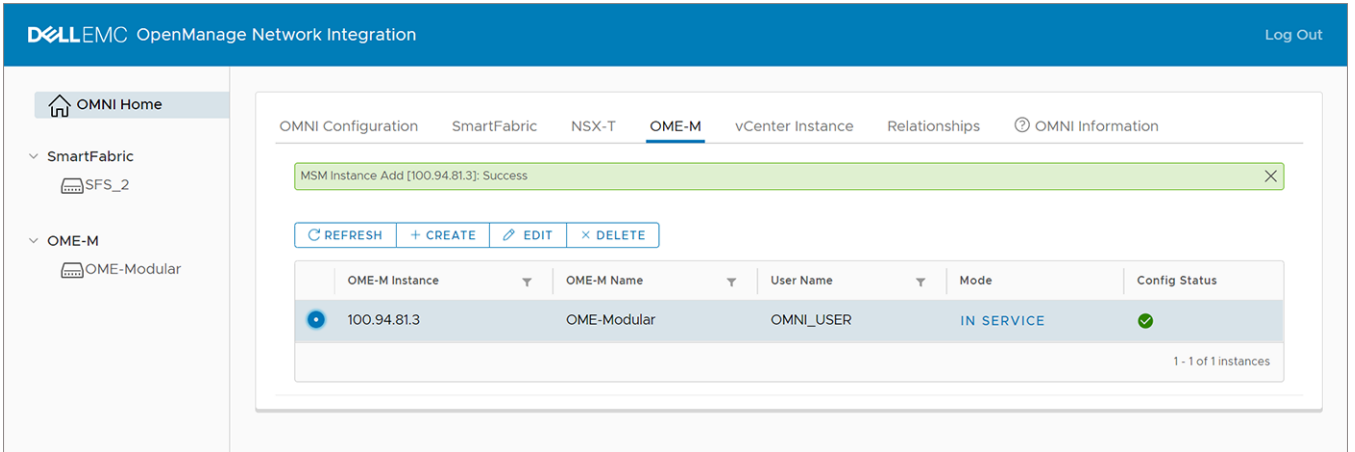 DELLEMC OpenManage Network Integration Log Out
OMNI Home
SmartFabric
SFS_2
OME-M
OME-Modular
OMNI Configuration SmartFabric NSX-T OME-M vCenter Instance Relationships OMNI Information
MSM Instance Add [100.94.81.3]: Success
REFRESH CREATE EDIT DELETE
OME-M Instance OME-M Name User Name Mode Config Status
100.94.81.3 OME-Modular OMNI_USER IN SERVICE
1 - 1 of 1 instances